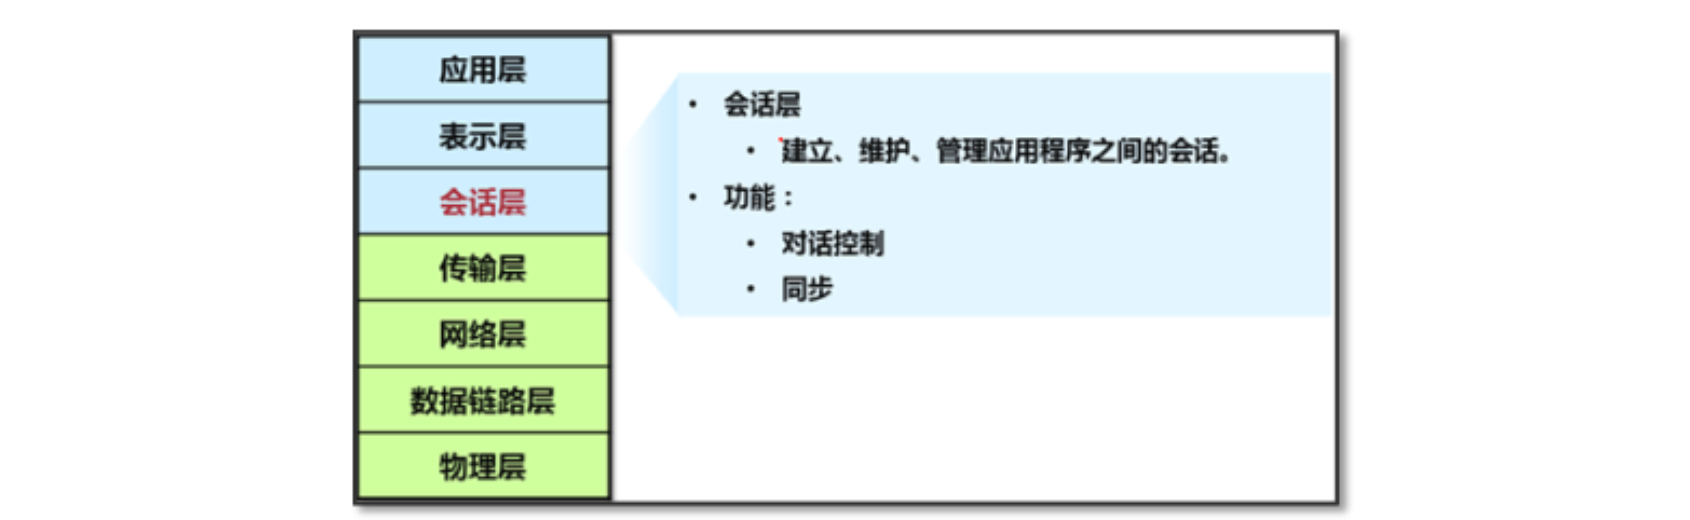 应用层
表示层
会话层
传输层
网络层
数据链路层
物理层
• 会话层
• 建立、维护、管理应用程序之间的会话。
• 功能：
• 对话控制
• 同步